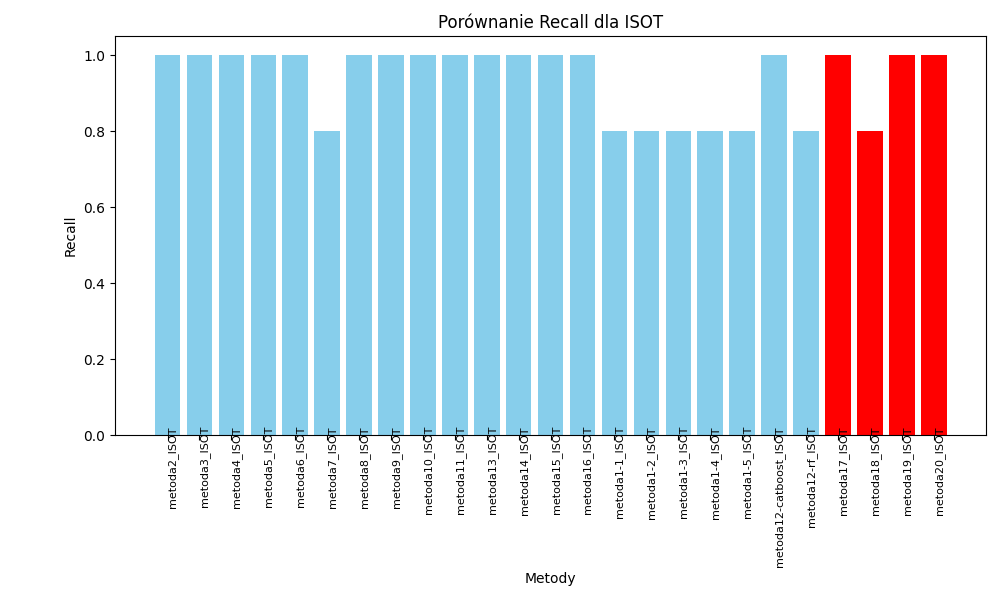 Porównanie Recall dla ISOT
Recall
1.0
0.8
0.6
0.4
0.2
0.0
metoda2_ISOT
metoda3_ISOT
metoda4_ISOT
metoda5_ISOT
metoda6_ISOT
metoda7_ISOT
metoda8_ISOT
metoda9_ISOT
metoda10_ISOT
metoda11_ISOT
metoda13_ISOT
metoda14_ISOT
metoda15_ISOT
metoda16_ISOT
metoda1-1_ISOT
metoda1-2_ISOT
metoda1-3_ISOT
metoda1-4_ISOT
metoda1-5_ISOT
metoda12-catboost_ISOT
metoda12-rf_ISOT
metoda17_ISOT
metoda18_ISOT
metoda19_ISOT
metoda20_ISOT
Metody